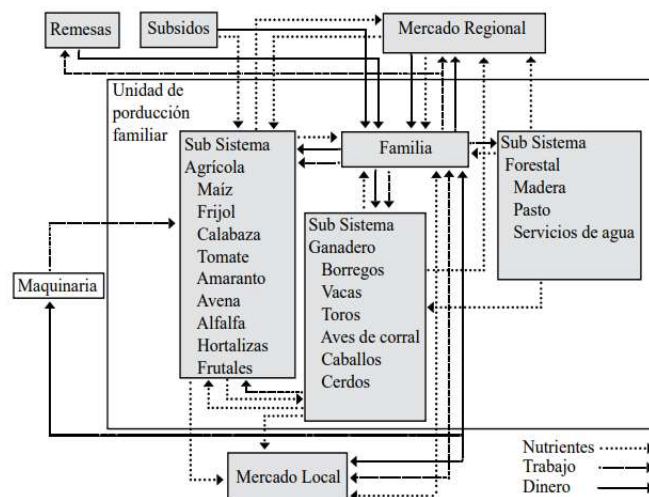 Remesas
Subsidos
Mercado Regional
Unidad de
porducción
familiar
Sub Sistema
Agrícola
Maíz
Frijol
Calabaza
Tomate
Amaranto
Avena
Alfalfa
Hortalizas
Frutales
Familia
Sub Sistema
Forestal
Madera
Pasto
Servicios de agua
Sub Sistema
Ganadero
Borregos
Vacas
Toros
Aves de corral
Caballos
Cerdos
Maquinaria
Mercado Local
Nutrientes
Trabajo
Dinero